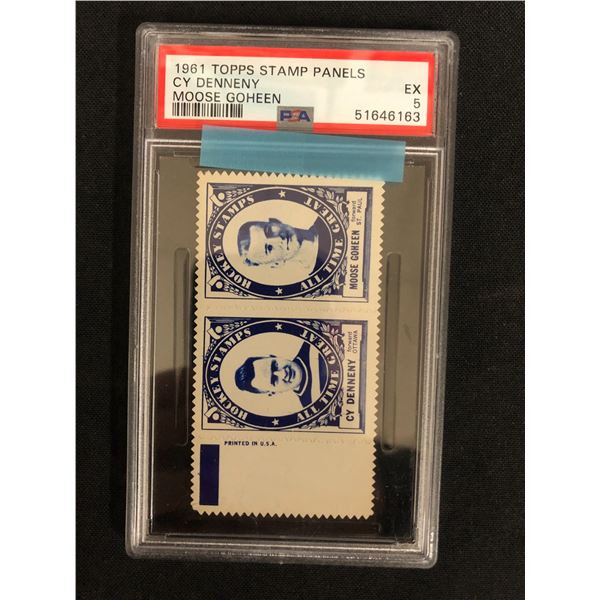 1961 TOPPS STAMP PANELS
CY DENNENY EX
MOOSE GOHEEN 5
PSA 51646163
HOCKEY STAMPS
ALL TIME GREAT
MOOSE GOHEEN
forward
ST. PAUL
HOCKEY STAMPS
ALL TIME GREAT
CY DENNENY
forward
OTTAWA
PRINTED IN U.S.A.